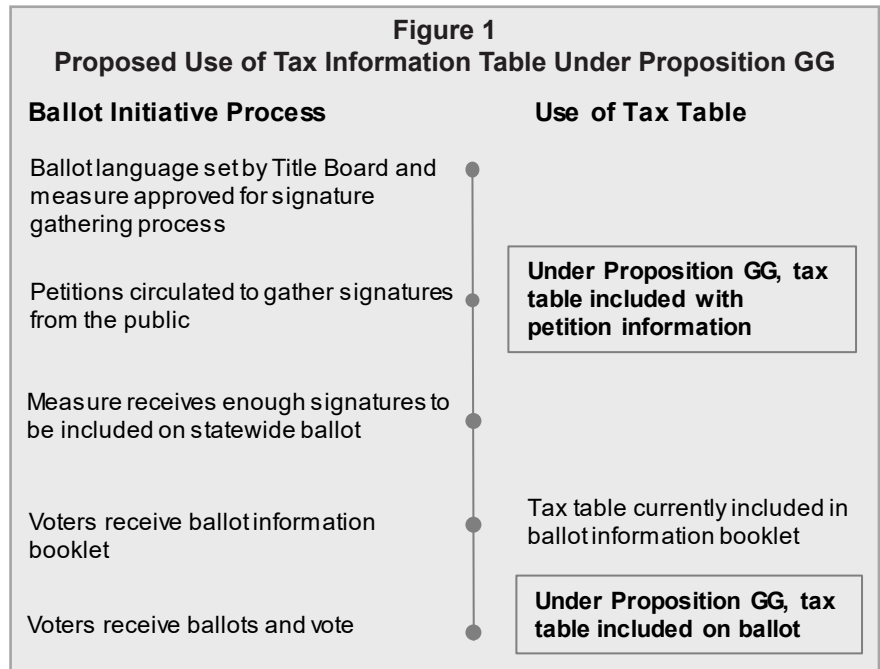 Figure 1
Proposed Use of Tax Information Table Under Proposition GG
Ballot Initiative Process
Use of Tax Table
Ballot language set by Title Board and
measure approved for signature
gathering process
Under Proposition GG, tax
table included with
petition information
Petitions circulated to gather signatures
from the public
Measure receives enough signatures to
be included on statewide ballot
Voters receive ballot information
booklet
Tax table currently included in
ballot information booklet
Voters receive ballots and vote
Under Proposition GG, tax
table included on ballot